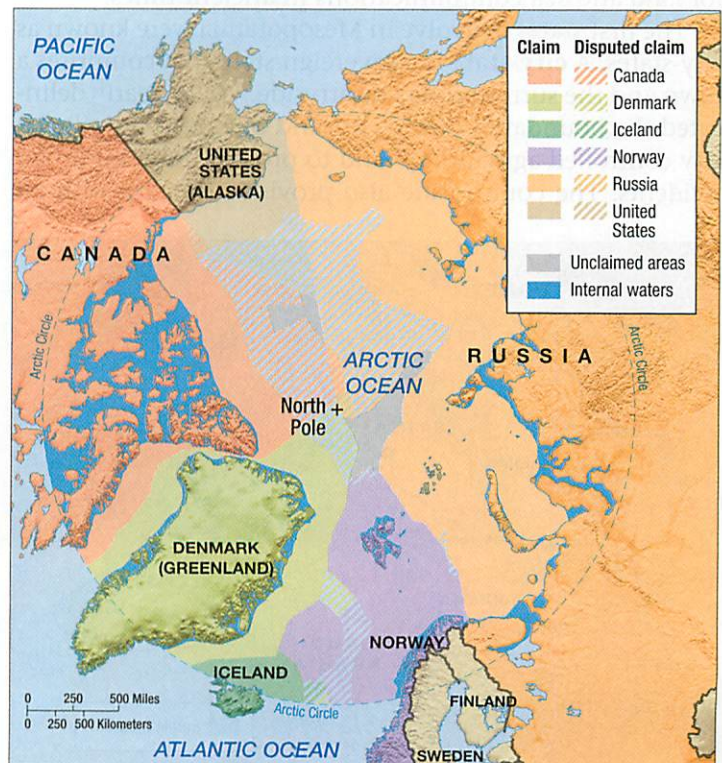 PACIFIC
OCEAN
UNITED
STATES
(ALASKA)
CANADA
Arctic Circle
Claim Disputed claim
Canada
Denmark
Iceland
Norway
Russia
United
States
Unclaimed areas
Internal waters
ARCTIC
OCEAN
RUSSIA
Arctic Circle
North
Pole
DENMARK
(GREENLAND)
NORWAY
ICELAND
FINLAND
SWEDEN
Arctic Circle
0 250 500 Miles
0 250 500 Kilometers
ATLANTIC OCEAN